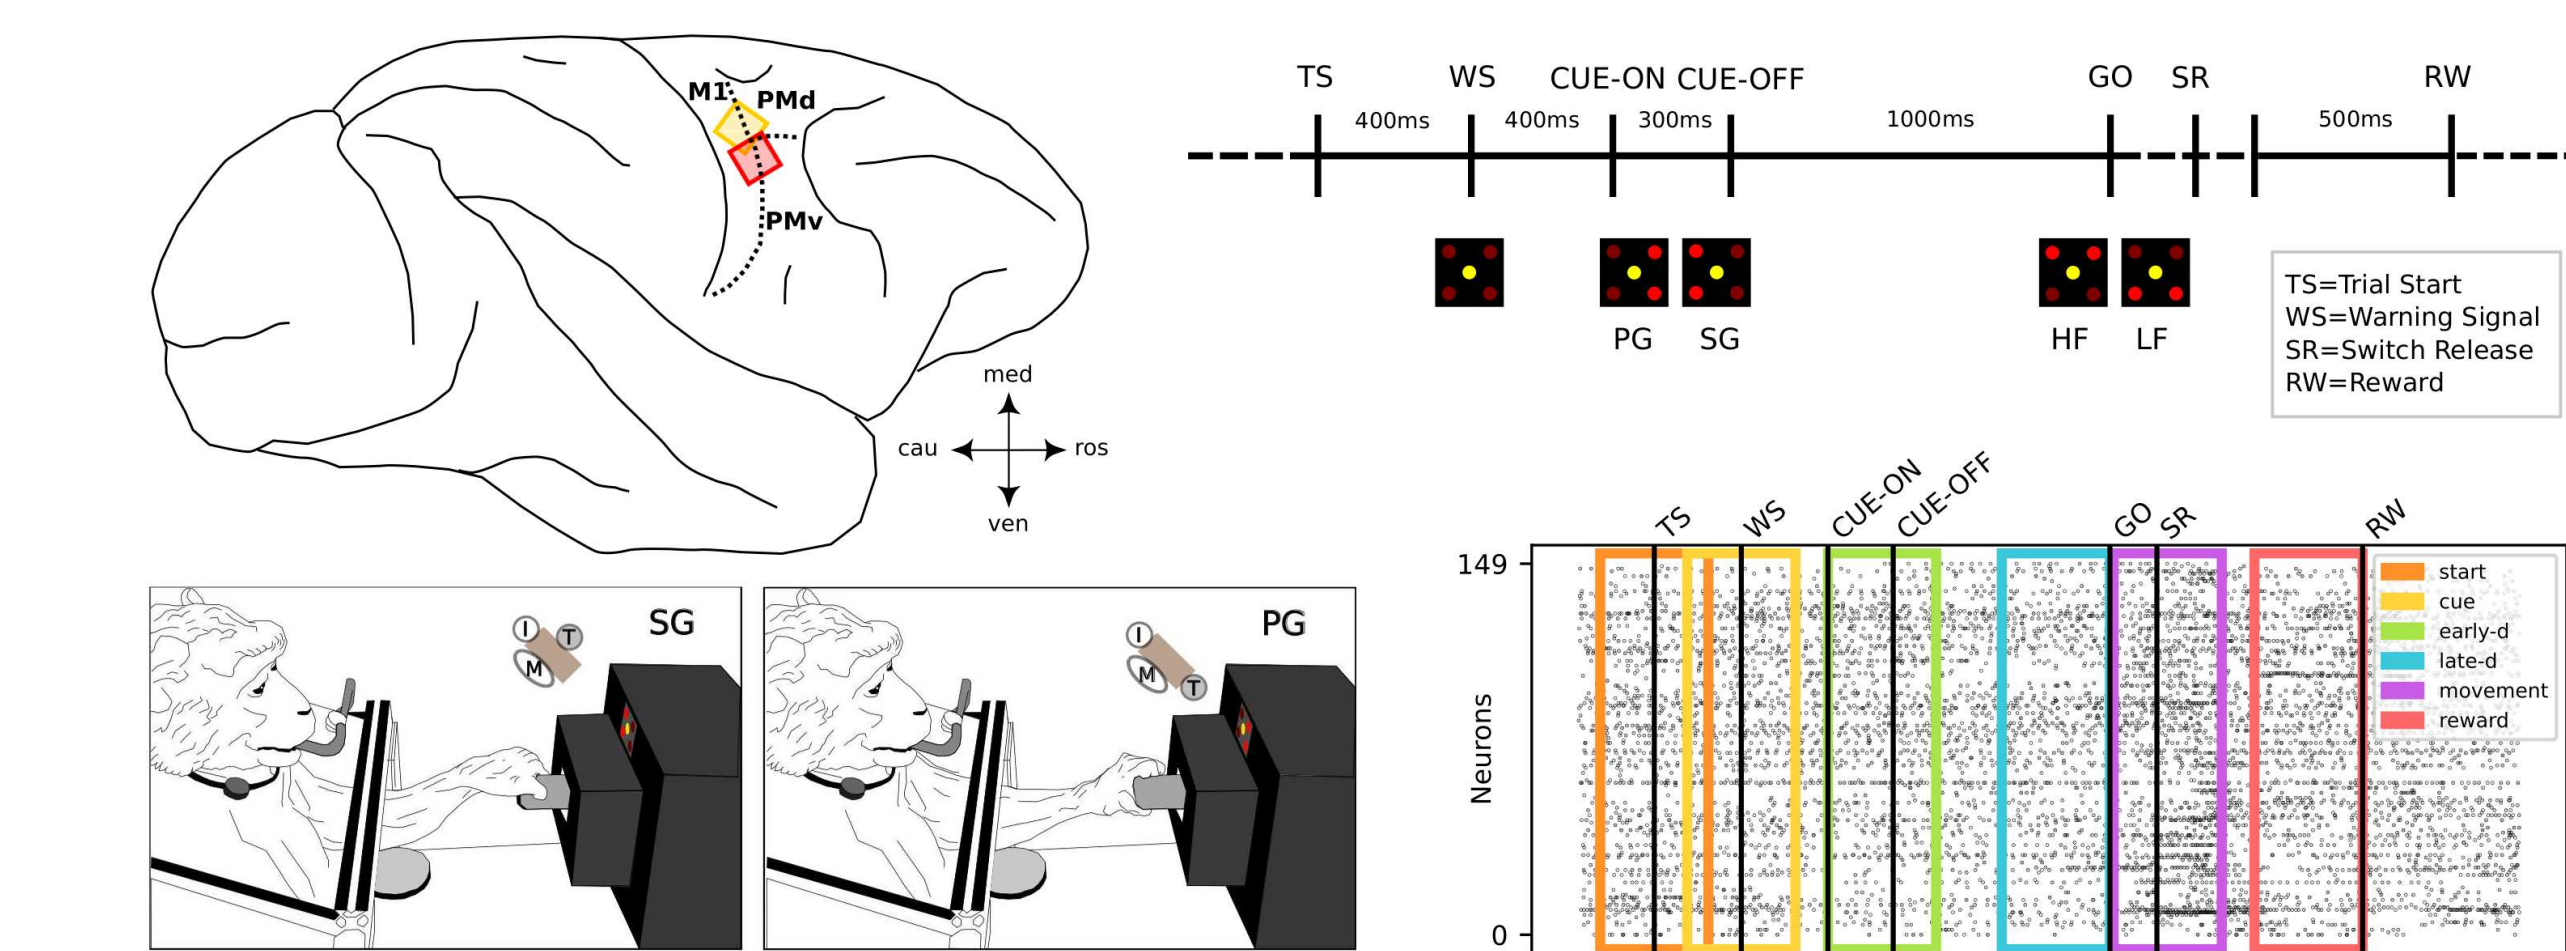 M1
PMd
PMv
med
cau
ros
ven
TS WS CUE-ON CUE-OFF GO SR RW
400ms 400ms 300ms 1000ms 500ms
PG SG HF LF
TS=Trial Start
WS=Warning Signal
SR=Switch Release
RW=Reward
SG
I T
M
PG
I
M T
TS WS CUE-ON CUE-OFF GO SR RW
149
Neurons
0
start
cue
early-d
late-d
movement
reward